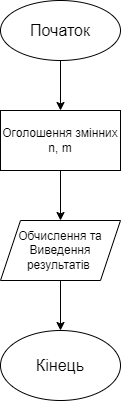 Початок
Оголошення змінних
n, m
Обчислення та
Виведення
результатів
Кінець